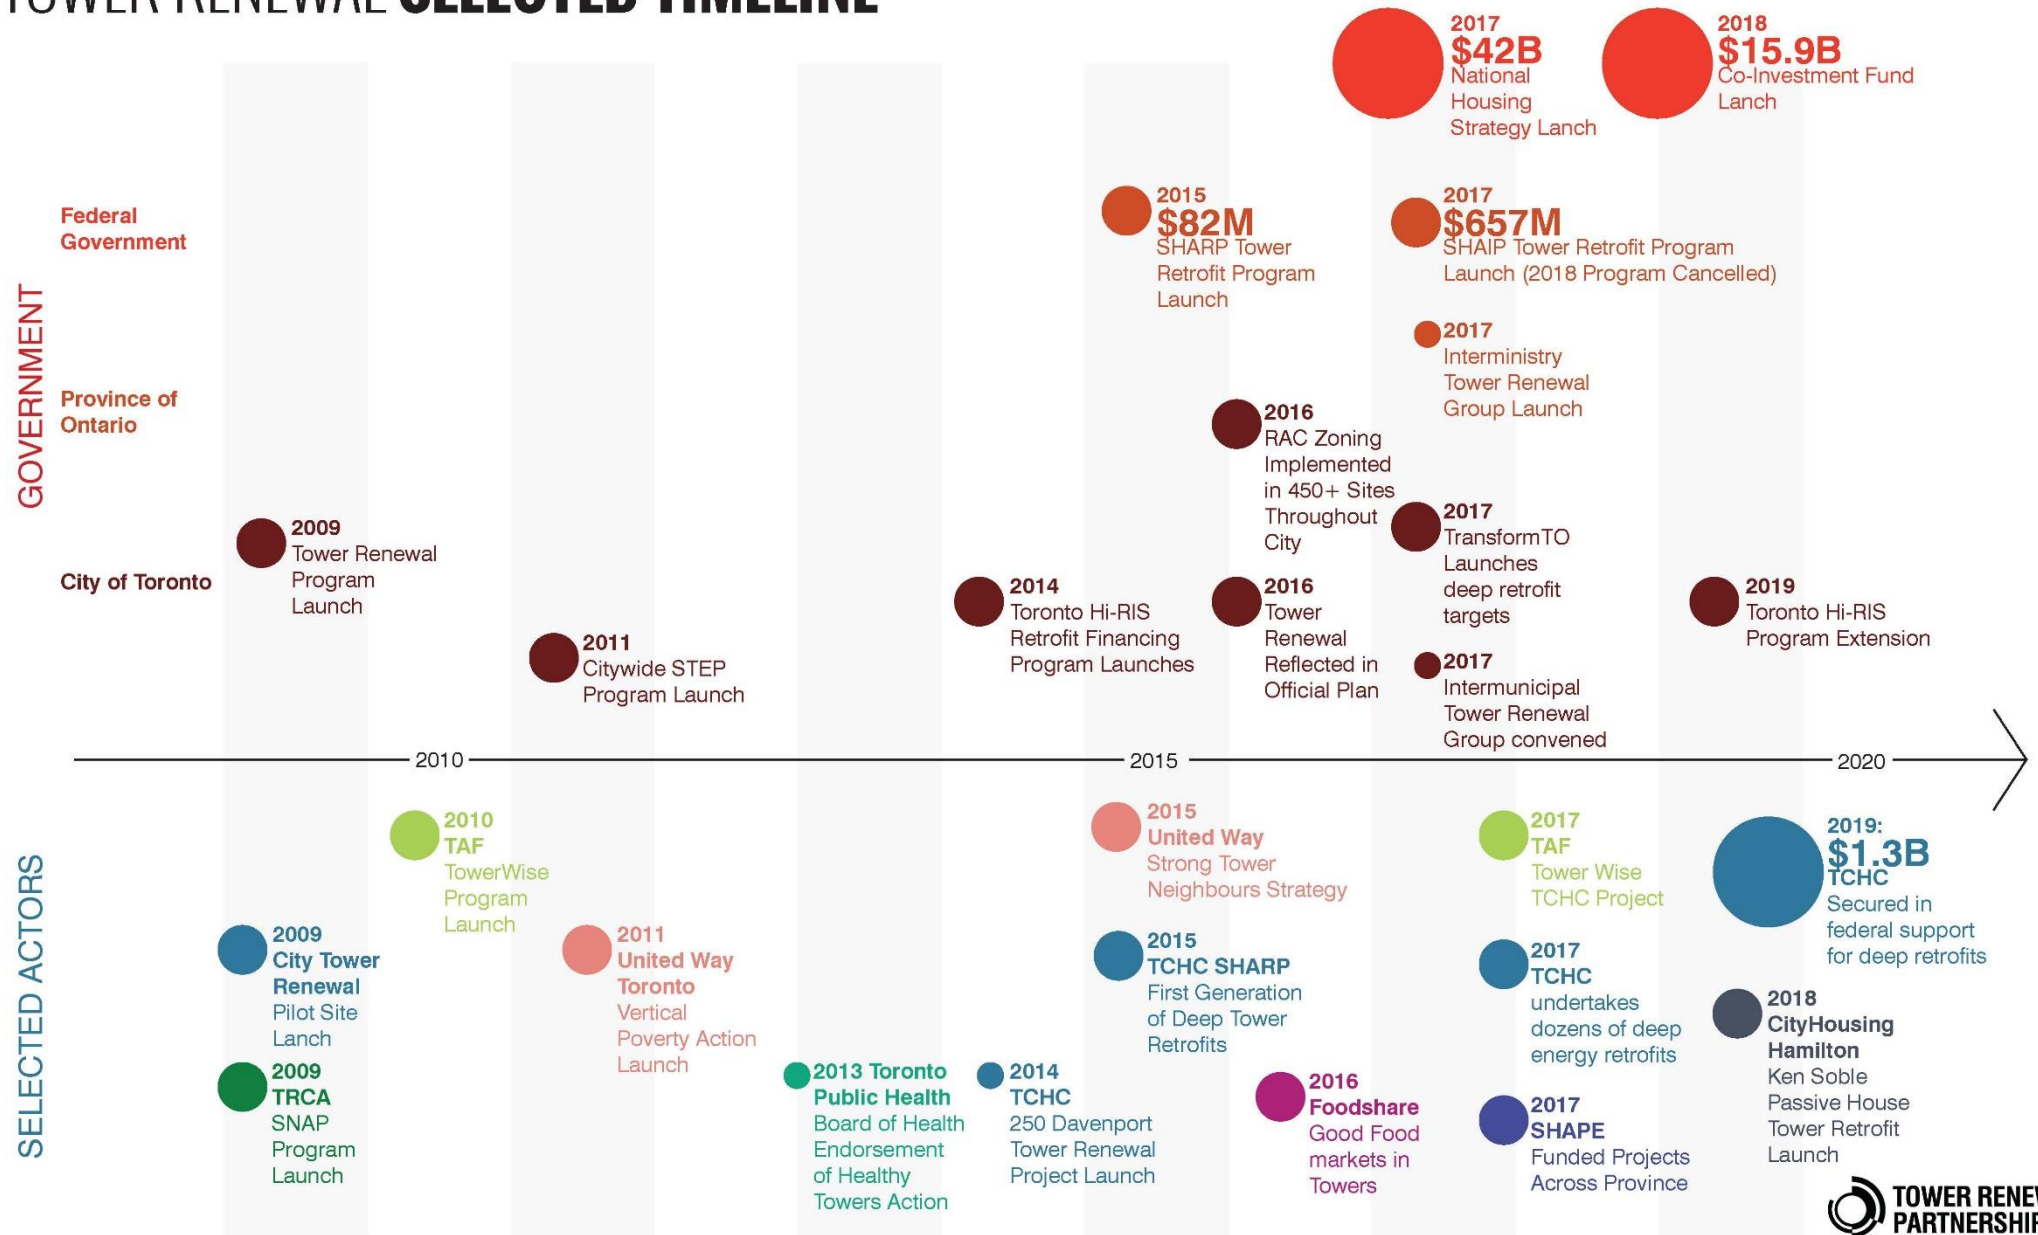 TOWER RENEWAL SELECTED TIMELINE
2017
$42B
National
Housing
Strategy Lanch
2018
$15.9B
Co-Investment Fund
Lanch
GOVERNMENT
Federal
Government
2015
$82M
SHARP Tower
Retrofit Program
Launch
2017
$657M
SHAIP Tower Retrofit Program
Launch (2018 Program Cancelled)
2017
Interministry
Tower Renewal
Group Launch
Province of
Ontario
2016
RAC Zoning
Implemented
in 450+ Sites
Throughout
City
City of Toronto
2009
Tower Renewal
Program
Launch
2011
Citywide STEP
Program Launch
2014
Toronto Hi-RIS
Retrofit Financing
Program Launches
2016
Tower
Renewal
Reflected in
Official Plan
2017
TransformTO
Launches
deep retrofit
targets
2017
Intermunicipal
Tower Renewal
Group convened
2019
Toronto Hi-RIS
Program Extension
2010
2015
2020
SELECTED ACTORS
2009
City Tower
Renewal
Pilot Site
Lanch
2009
TRCA
SNAP
Program
Launch
2010
TAF
TowerWise
Program
Launch
2011
United Way
Toronto
Vertical
Poverty Action
Launch
2013 Toronto
Public Health
Board of Health
Endorsement
of Healthy
Towers Action
2014
TCHC
250 Davenport
Tower Renewal
Project Launch
2015
United Way
Strong Tower
Neighbours Strategy
2015
TCHC SHARP
First Generation
of Deep Tower
Retrofits
2016
Foodshare
Good Food
markets in
Towers
2017
TAF
Tower Wise
TCHC Project
2017
TCHC
undertakes
dozens of deep
energy retrofits
2017
SHAPE
Funded Projects
Across Province
2019:
$1.3B
TCHC
Secured in
federal support
for deep retrofits
2018
CityHousing
Hamilton
Ken Soble
Passive House
Tower Retrofit
Launch
TOWER RENEW
PARTNERSHIP